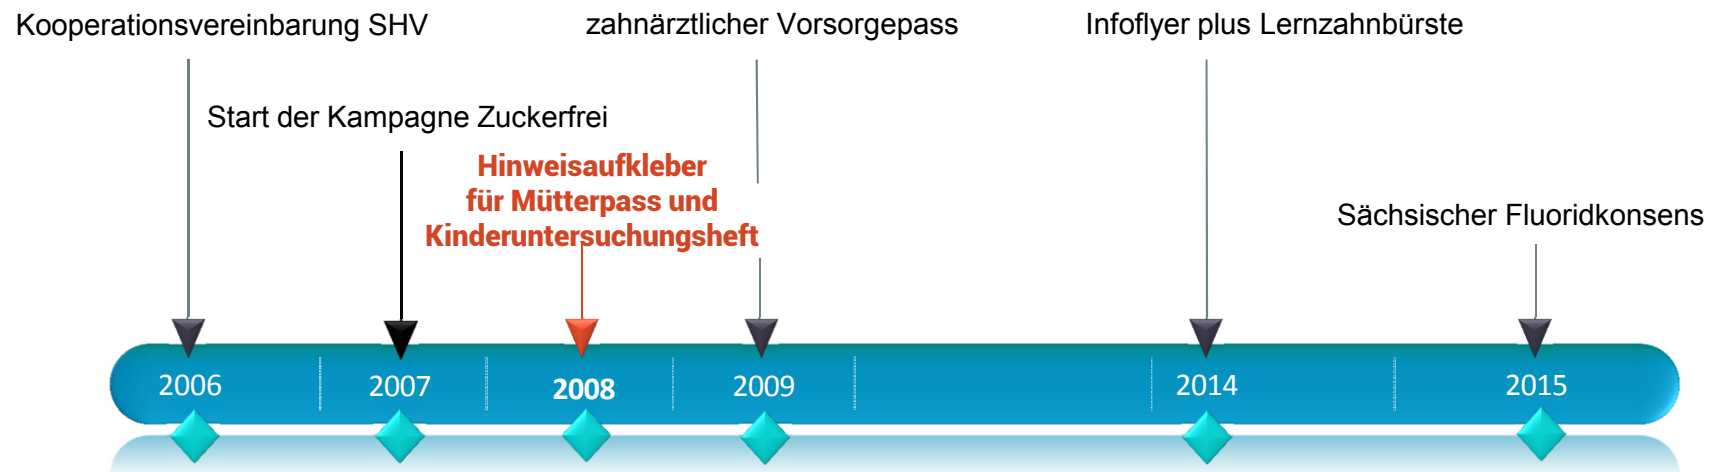 Kooperationsvereinbarung SHV
zahnärztlicher Vorsorgepass
Infoflyer plus Lernzahnbürste
Start der Kampagne Zuckerfrei
Hinweisaufkleber
für Mütterpass und
Kinderuntersuchungsheft
Sächsischer Fluoridkonsens
2006
2007
2008
2009
2014
2015